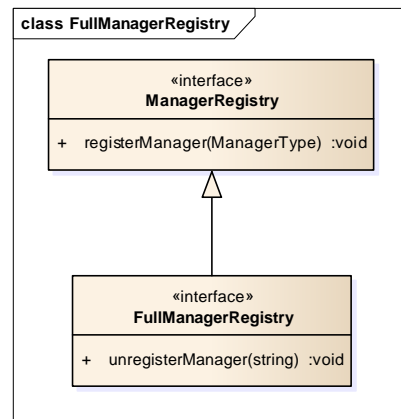 class FullManagerRegistry
«interface»
ManagerRegistry
+ registerManager(ManagerType) :void
«interface»
FullManagerRegistry
+ unregisterManager(string) :void